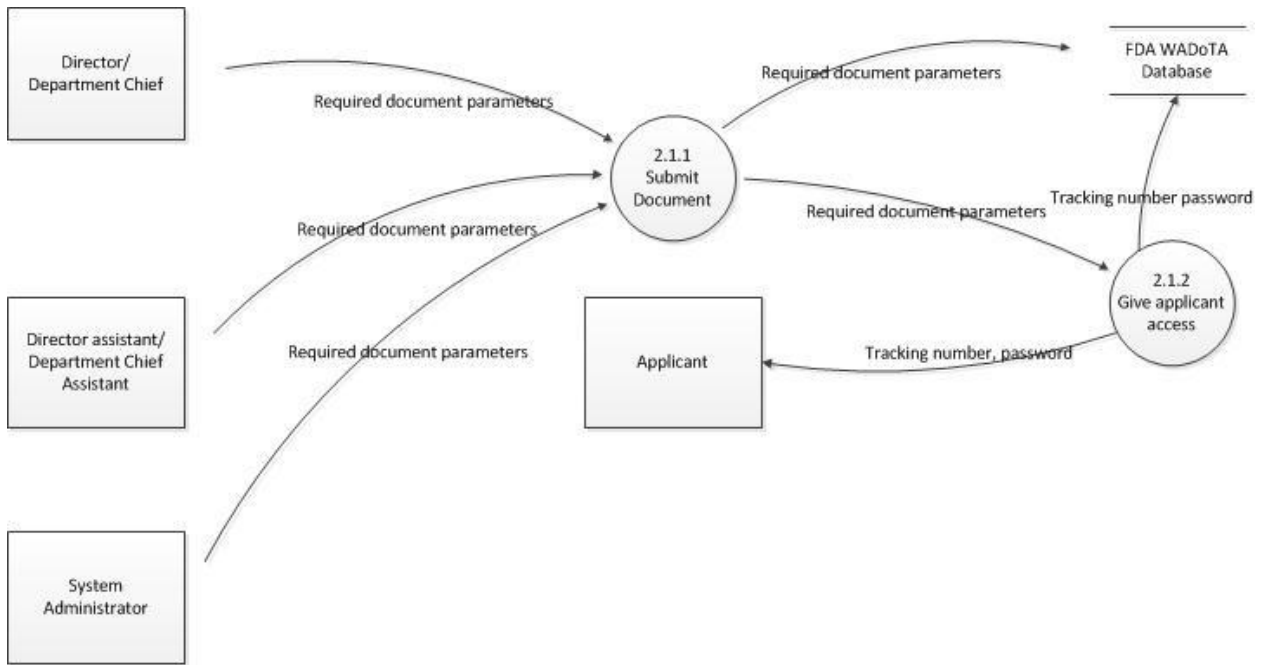 Director/
Department Chief
Required document parameters
Required document parameters
FDA WADoTA
Database
2.1.1
Submit
Document
Required document parameters
Required document parameters
Tracking number password
Director assistant/
Department Chief
Assistant
Required document parameters
Applicant
Tracking number, password
2.1.2
Give applicant
access
System
Administrator